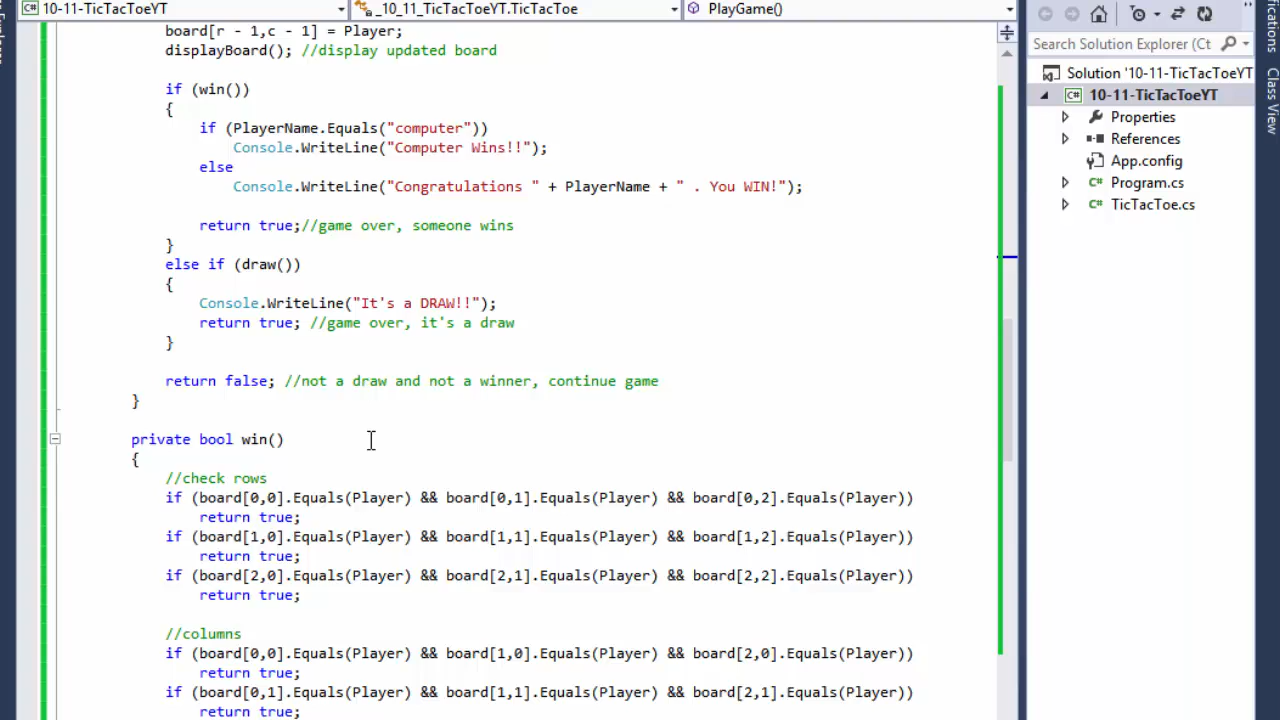 10-11-TicTacToeYT
_10_11_TicTacToeYT.TicTacToe
PlayGame()
board[r - 1,c - 1] = Player;
displayBoard(); //display updated board
if (win())
{
if (PlayerName.Equals("computer"))
Console.WriteLine("Computer Wins!!");
else
Console.WriteLine("Congratulations " + PlayerName + " . You WIN!");
return true;//game over, someone wins
}
else if (draw())
{
Console.WriteLine("It's a DRAW!!");
return true; //game over, it's a draw
}
return false; //not a draw and not a winner, continue game
}
private bool win()
{
//check rows
if (board[0,0].Equals(Player) && board[0,1].Equals(Player) && board[0,2].Equals(Player))
return true;
if (board[1,0].Equals(Player) && board[1,1].Equals(Player) && board[1,2].Equals(Player))
return true;
if (board[2,0].Equals(Player) && board[2,1].Equals(Player) && board[2,2].Equals(Player))
return true;
//columns
if (board[0,0].Equals(Player) && board[1,0].Equals(Player) && board[2,0].Equals(Player))
return true;
if (board[0,1].Equals(Player) && board[1,1].Equals(Player) && board[2,1].Equals(Player))
return true;
Search Solution Explorer (Ct
Solution '10-11-TicTacToeYT
C# 10-11-TicTacToeYT
Properties
References
App.config
C# Program.cs
C# TicTacToe.cs
Class View